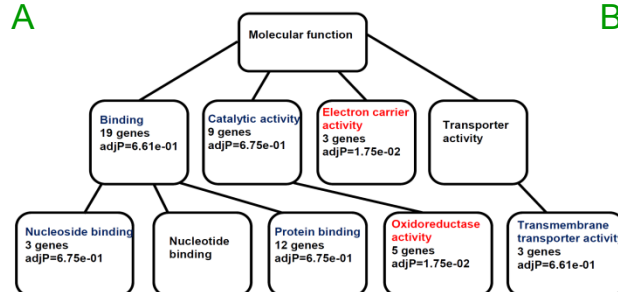 A
B
Molecular function
Binding
19 genes
adjP=6.61e-01
Catalytic activity
9 genes
adjP=6.75e-01
Electron carrier
activity
3 genes
adjP=1.75e-02
Transporter
activity
Nucleoside binding
3 genes
adjP=6.75e-01
Nucleotide
binding
Protein binding
12 genes
adjP=6.75e-01
Oxidoreductase
activity
5 genes
adjP=1.75e-02
Transmembrane
transporter activity
3 genes
adjP=6.61e-01